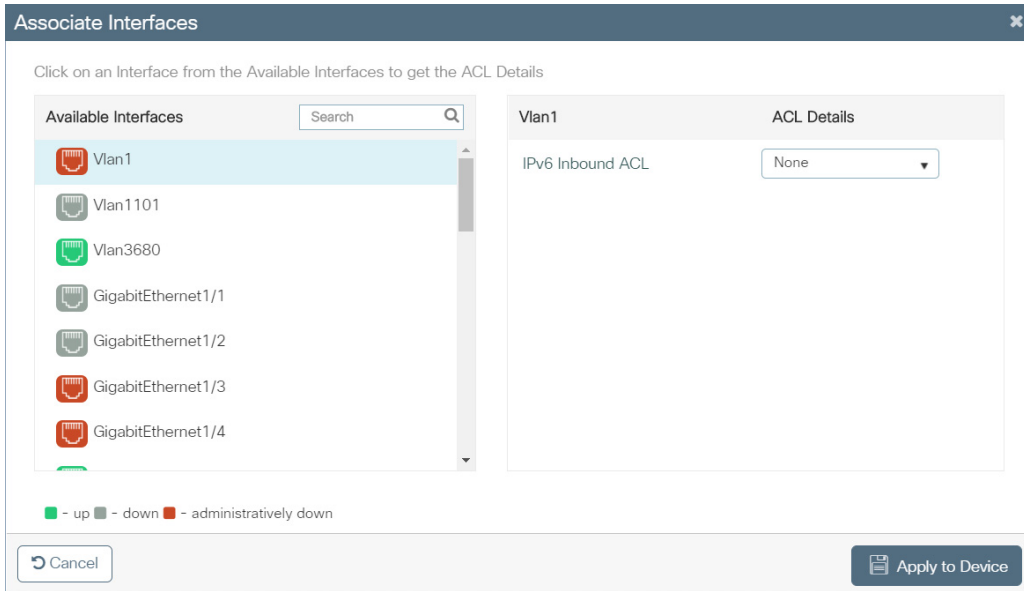 Associate Interfaces
Click on an Interface from the Available Interfaces to get the ACL Details
Available Interfaces
Search
Vlan1
Vlan1101
Vlan3680
GigabitEthernet1/1
GigabitEthernet1/2
GigabitEthernet1/3
GigabitEthernet1/4
Vlan1 ACL Details
IPv6 Inbound ACL None
- up - down - administratively down
Cancel
Apply to Device